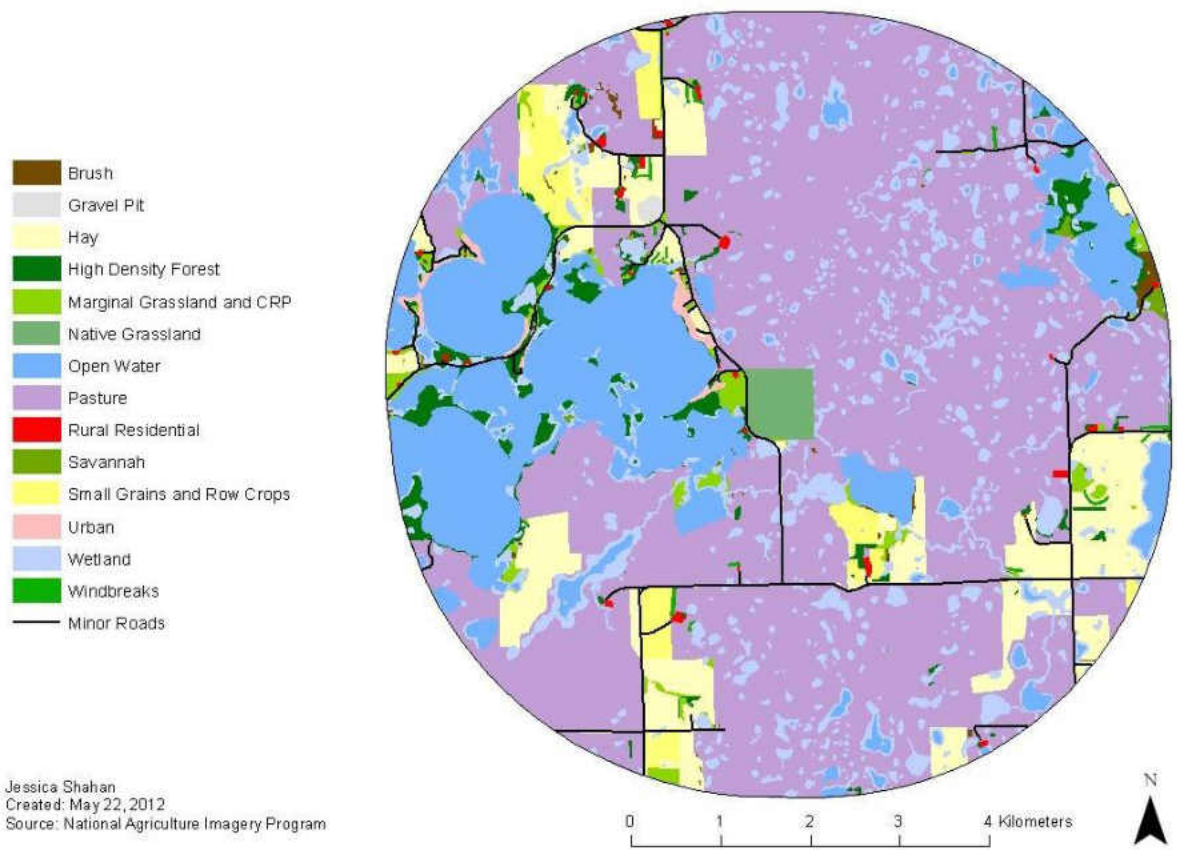 Brush
Gravel Pit
Hay
High Density Forest
Marginal Grassland and CRP
Native Grassland
Open Water
Pasture
Rural Residential
Savannah
Small Grains and Row Crops
Urban
Wetland
Windbreaks
Minor Roads
Jessica Shahan
Created: May 22, 2012
Source: National Agriculture Imagery Program
0 1 2 3 4 Kilometers
N